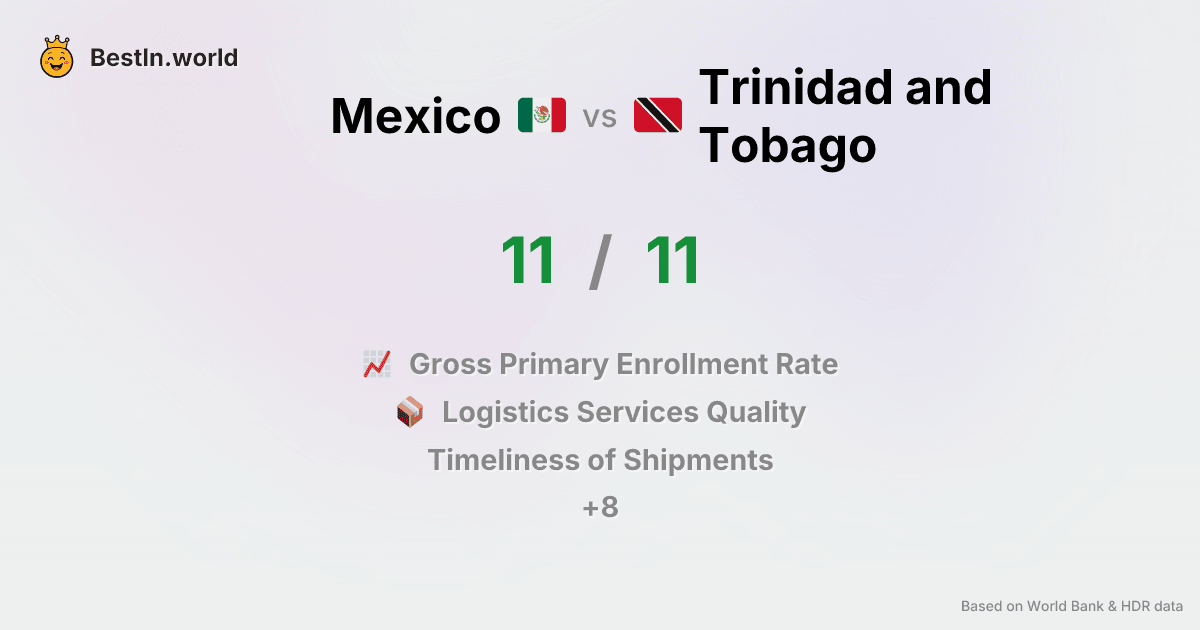 BestIn.world
Mexico vs Trinidad and
Tobago
11 / 11
Gross Primary Enrollment Rate
Logistics Services Quality
Timeliness of Shipments
+8
Based on World Bank & HDR data